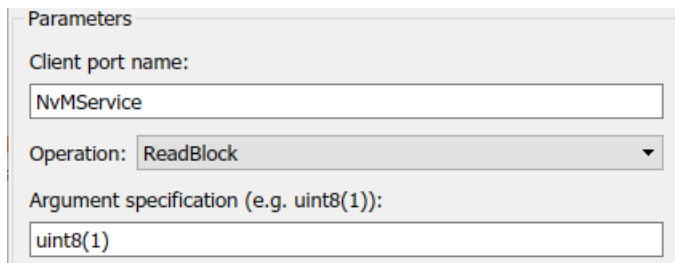 Parameters
Client port name:
NvMService
Operation: ReadBlock
Argument specification (e.g. uint8(1)):
uint8(1)